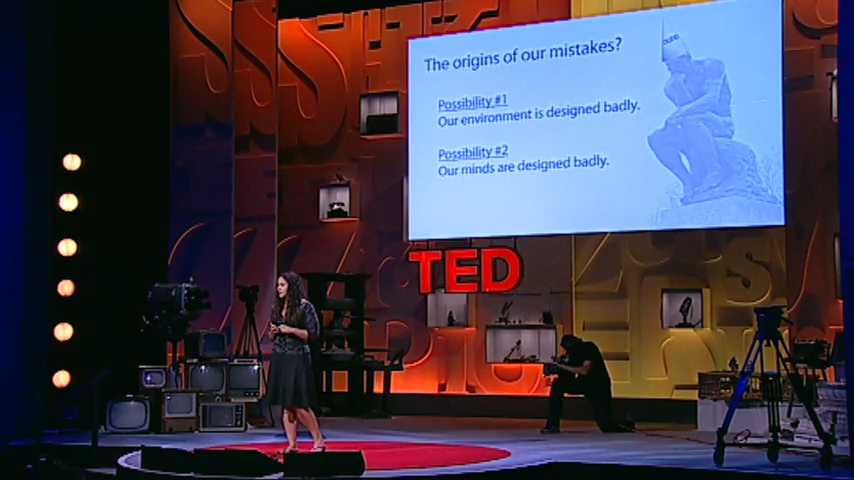 The origins of our mistakes?
Possibility #1
Our environment is designed badly.
Possibility #2
Our minds are designed badly.
TED